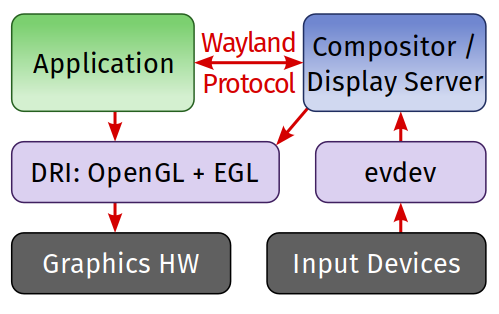 Application
Wayland
Protocol
Compositor /
Display Server
DRI: OpenGL + EGL
evdev
Graphics HW
Input Devices